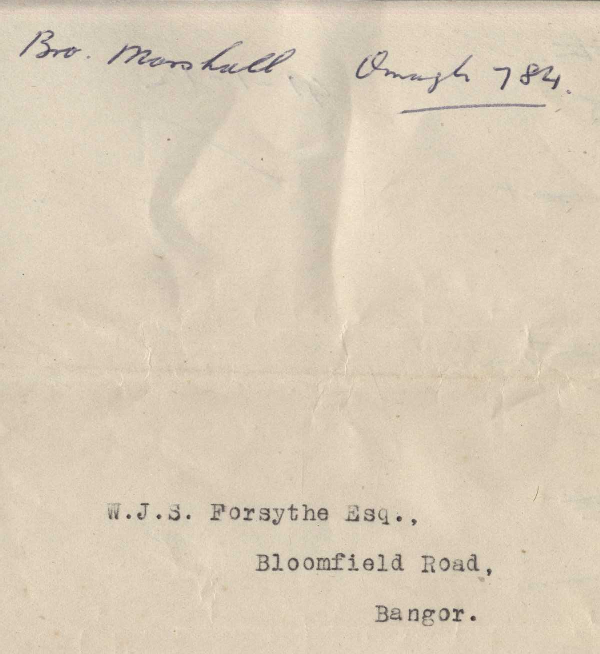 Bro. Marshall. Omagh 784.
W.J.S. Forsythe Esq.,
Bloomfield Road,
Bangor.